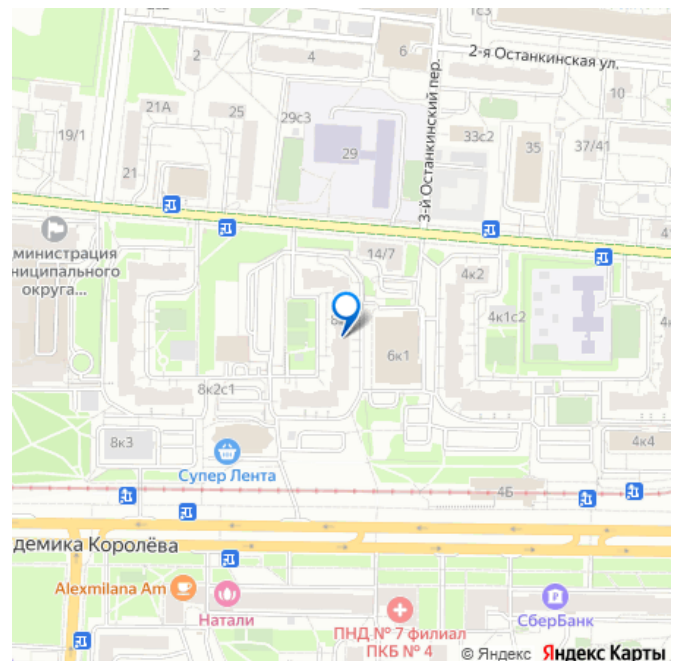 1с3
2к2
2
4
6
2-я Останкинская ул.
3-й Останкинский пер.
10
21А
25
29с3
19/1
29
33с2
35
37/41
21
министрация
ниципального
округа...
14/7
4к2
4к1с2
6к1
8к2с1
8к3
4к4
Супер Лента
4Б
демика Королёва
Alexmilana Am
Натали
ПНД № 7 филиал
ПКБ № 4
СберБанк
© Яндекс Яндекс Карты